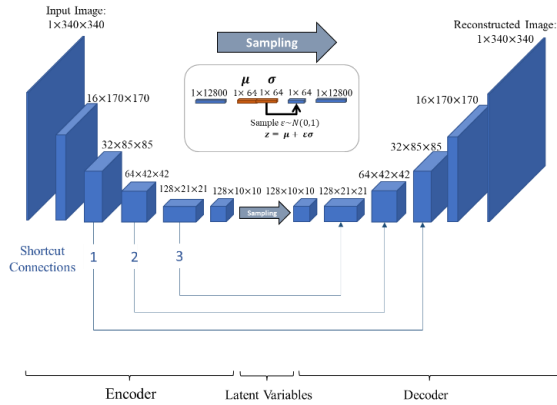 Input Image:
1×340×340
Reconstructed Image:
1×340×340
Sampling
μ σ
1×12800 1×64 1×64 1×64 1×12800
Sample ε~N(0,1)
z = μ + εσ
16×170×170
32×85×85
64×42×42
128×21×21
128×10×10
Sampling
128×10×10
128×21×21
64×42×42
32×85×85
16×170×170
Shortcut
Connections
1 2 3
Encoder Latent Variables Decoder